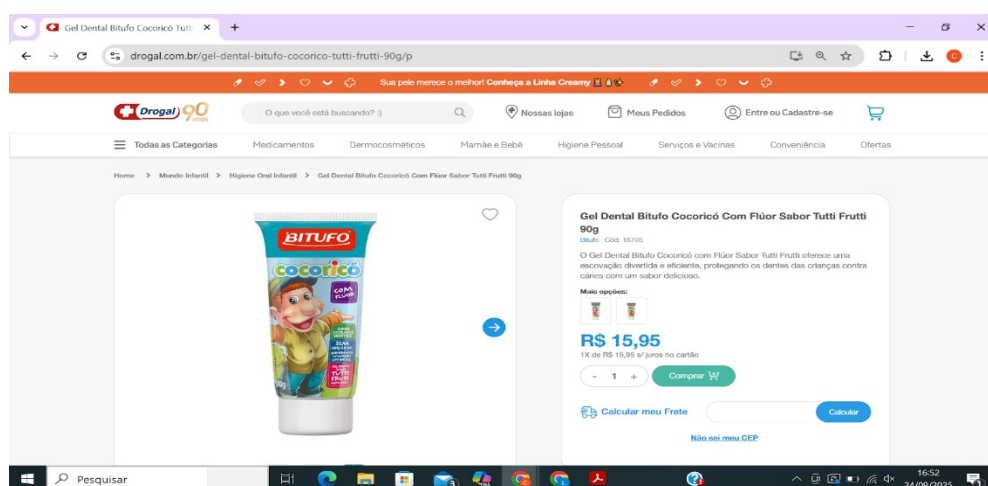 Gel Dental Bitufo Cocoricó Tutti
drogal.com.br/gel-dental-bitufo-cocorico-tutti-frutti-90g/p
Sua pele merece o melhor! Conheça a Linha Creamy
Drogal 90 anos
O que você está buscando? :)
Nossas lojas
Meus Pedidos
Entre ou Cadastre-se
Todas as Categorias Medicamentos Dermocosméticos Mamãe e Bebê Higiene Pessoal Serviços e Vacinas Conveniência Ofertas
Home > Mundo Infantil > Higiene Oral Infantil > Gel Dental Bitufo Cocoricó Com Flúor Sabor Tutti Frutti 90g
BITUFO
cocoricó
COM FLÚOR
SEM
TUTTI
FRUTTI
90g
Gel Dental Bitufo Cocoricó Com Flúor Sabor Tutti Frutti
90g
Bitufo Cód: 16705
O Gel Dental Bitufo Cocoricó com Flúor Sabor Tutti Frutti oferece uma
escovação divertida e eficiente, protegendo os dentes das crianças contra
cáries com um sabor delicioso.
Mais opções:
R$ 15,95
1X de R$ 15,95 s/ juros no cartão
- 1 + Comprar
Calcular meu Frete Calcular
Não sei meu CEP
Pesquisar
16:52
24/09/2025